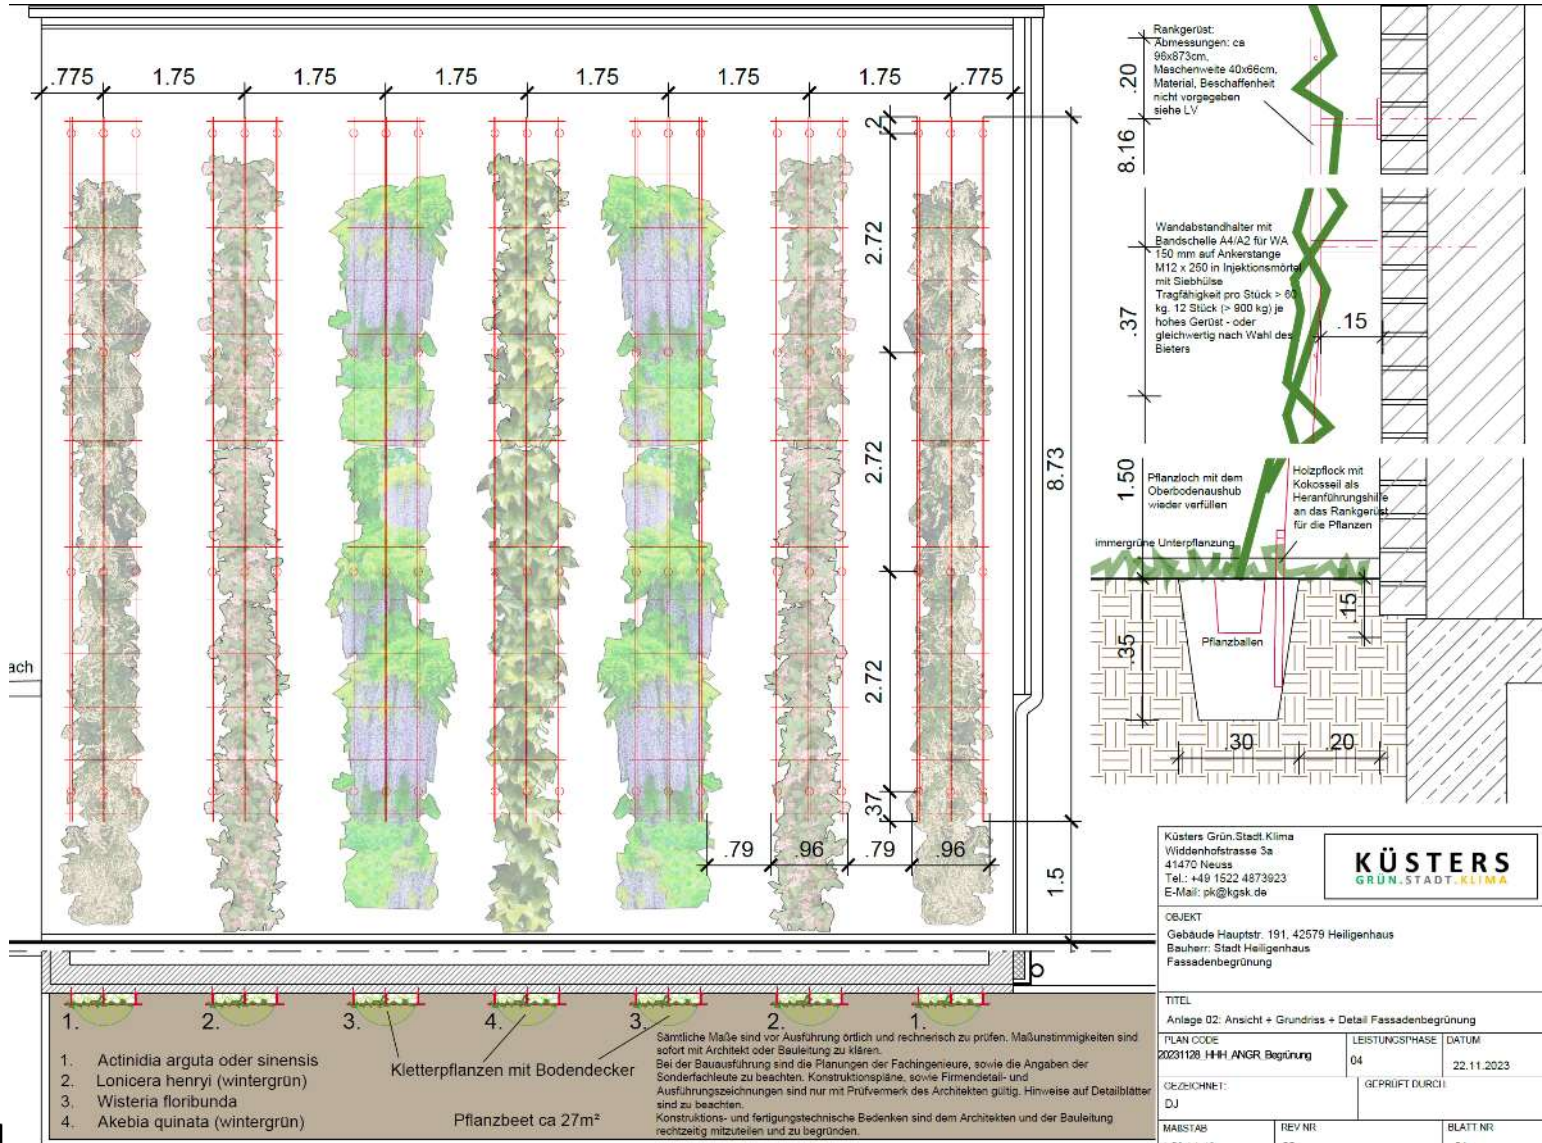 .775
1.75
1.75
1.75
1.75
1.75
1.75
.775
2
2.72
2.72
2.72
.37
8.73
1.5
.79
.96
.79
.96
ach
Rankgerüst:
Abmessungen: ca
96x873cm,
Maschenweite 40x66cm,
Material, Beschaffenheit
nicht vorgegeben
siehe LV
.20
8.16
Wandabstandhalter mit
Bandschelle A4/A2 für WA
150 mm auf Ankerstange
M12 x 250 in Injektionsmörtel
mit Siebhülse
Tragfähigkeit pro Stück > 60
kg. 12 Stück (> 900 kg) je
hohes Gerüst - oder
gleichwertig nach Wahl des
Bieters
.37
.15
1.50
Pflanzloch mit dem
Oberbodenaushub
wieder verfüllen
Holzpflock mit
Kokosseil als
Heranführungshilfe
an das Rankgerüst
für die Pflanzen
immergrüne Unterpflanzung
.15
.35
Pflanzballen
.30
.20
1.
2.
3.
4.
3.
2.
1.
1. Actinidia arguta oder sinensis
2. Lonicera henryi (wintergrün)
3. Wisteria floribunda
4. Akebia quinata (wintergrün)
Kletterpflanzen mit Bodendecker
Pflanzbeet ca 27m²
Sämtliche Maße sind vor Ausführung örtlich und rechnerisch zu prüfen. Maßunstimmigkeiten sind
sofort mit Architekt oder Bauleitung zu klären.
Bei der Bauausführung sind die Planungen der Fachingenieure, sowie die Angaben der
Sonderfachleute zu beachten. Konstruktionspläne, sowie Firmendetail- und
Ausführungszeichnungen sind nur mit Prüfvermerk des Architekten gültig. Hinweise auf Detailblätter
sind zu beachten.
Konstruktions- und fertigungstechnische Bedenken sind dem Architekten und der Bauleitung
rechtzeitig mitzuteilen und zu begründen.
Küsters Grün.Stadt.Klima
Widdenhofstrasse 3a
41470 Neuss
Tel.: +49 1522 4873923
E-Mail: pk@kgsk.de
KÜSTERS
GRÜN.STADT.KLIMA
OBJEKT
Gebäude Hauptstr. 191, 42579 Heiligenhaus
Bauherr: Stadt Heiligenhaus
Fassadenbegrünung
TITEL
Anlage 02: Ansicht + Grundriss + Detail Fassadenbegrünung
PLAN CODE
20231128_HHH_ANGR_Begrünung
LEISTUNGSPHASE
04
DATUM
22.11.2023
GEZEICHNET:
DJ
GEPRÜFT DURCH:
MAßSTAB
REV NR
BLATT NR